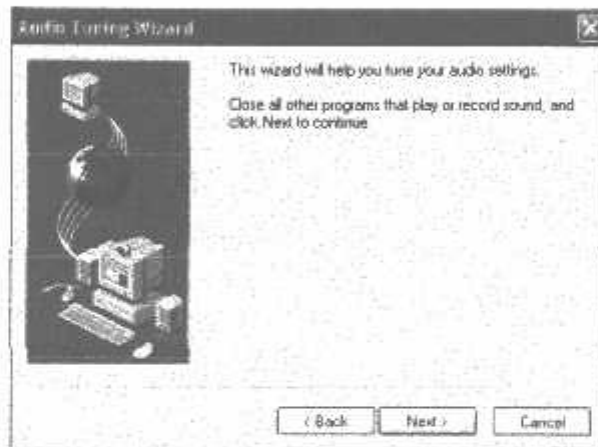 Audio Tuning Wizard
This wizard will help you tune your audio settings.
Close all other programs that play or record sound, and
click Next to continue
< Back
Next >
Cancel